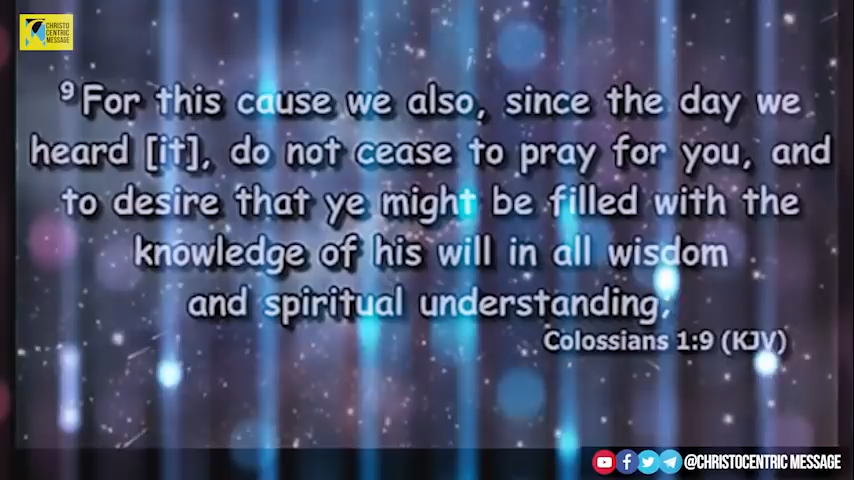 CHRISTO
CENTRIC
MESSAGE
9 For this cause we also, since the day we
heard [it], do not cease to pray for you, and
to desire that ye might be filled with the
knowledge of his will in all wisdom
and spiritual understanding;
Colossians 1:9 (KJV)
@CHRISTOCENTRIC MESSAGE